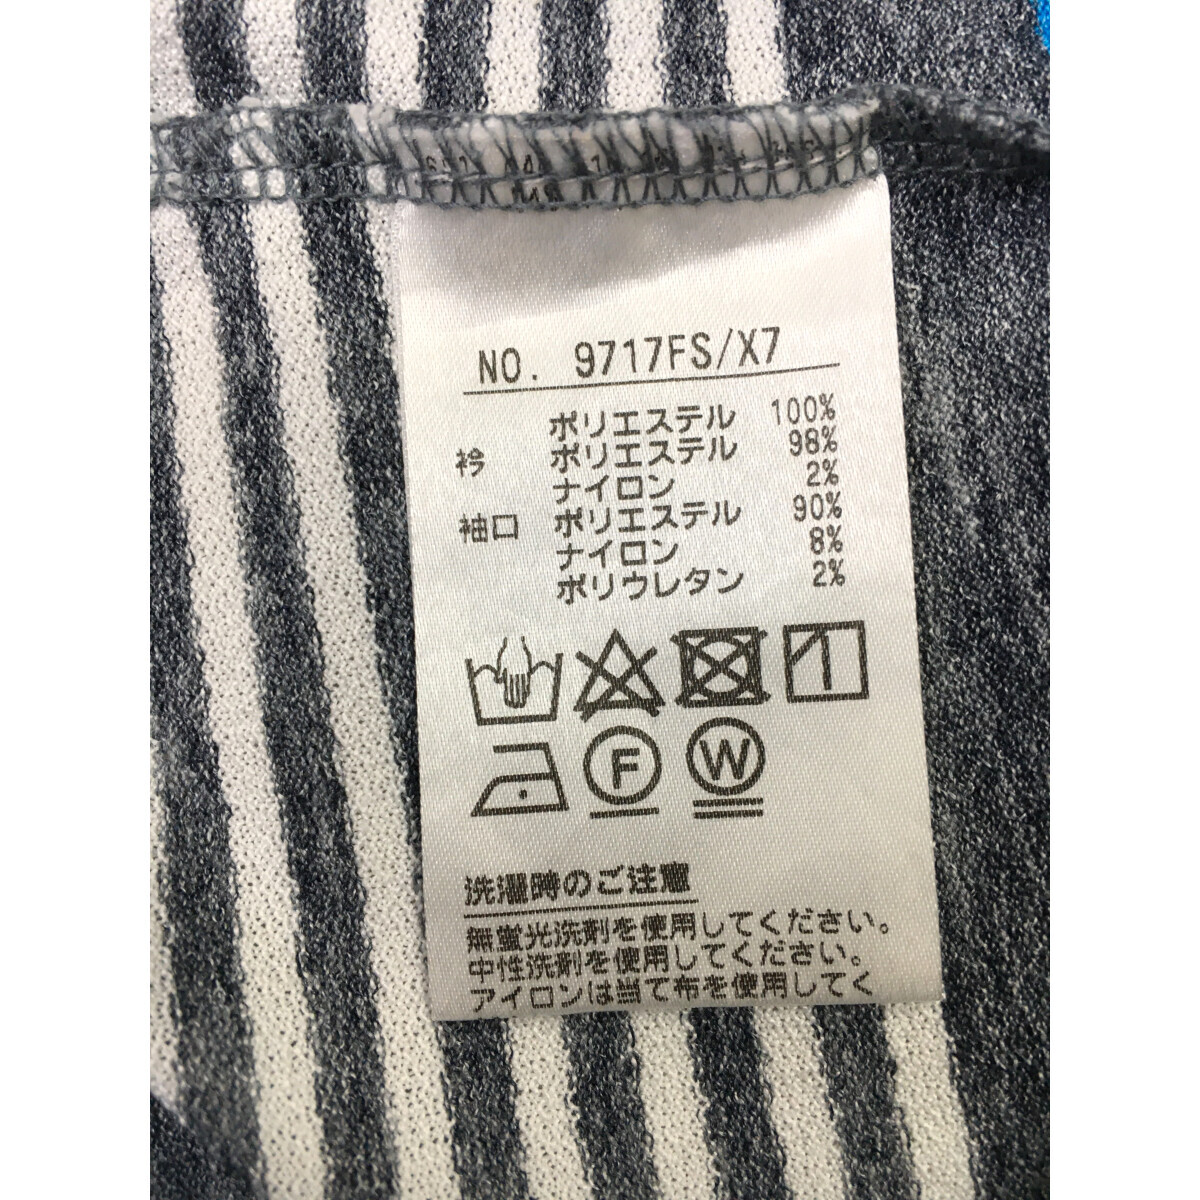 NO. 9717FS/X7
ポリエステル 100%
衿 ポリエステル 98%
ナイロン 2%
袖口 ポリエステル 90%
ナイロン 8%
ポリウレタン 2%
F W
洗濯時のご注意
無蛍光洗剤を使用してください。
中性洗剤を使用してください。
アイロンは当て布を使用してく